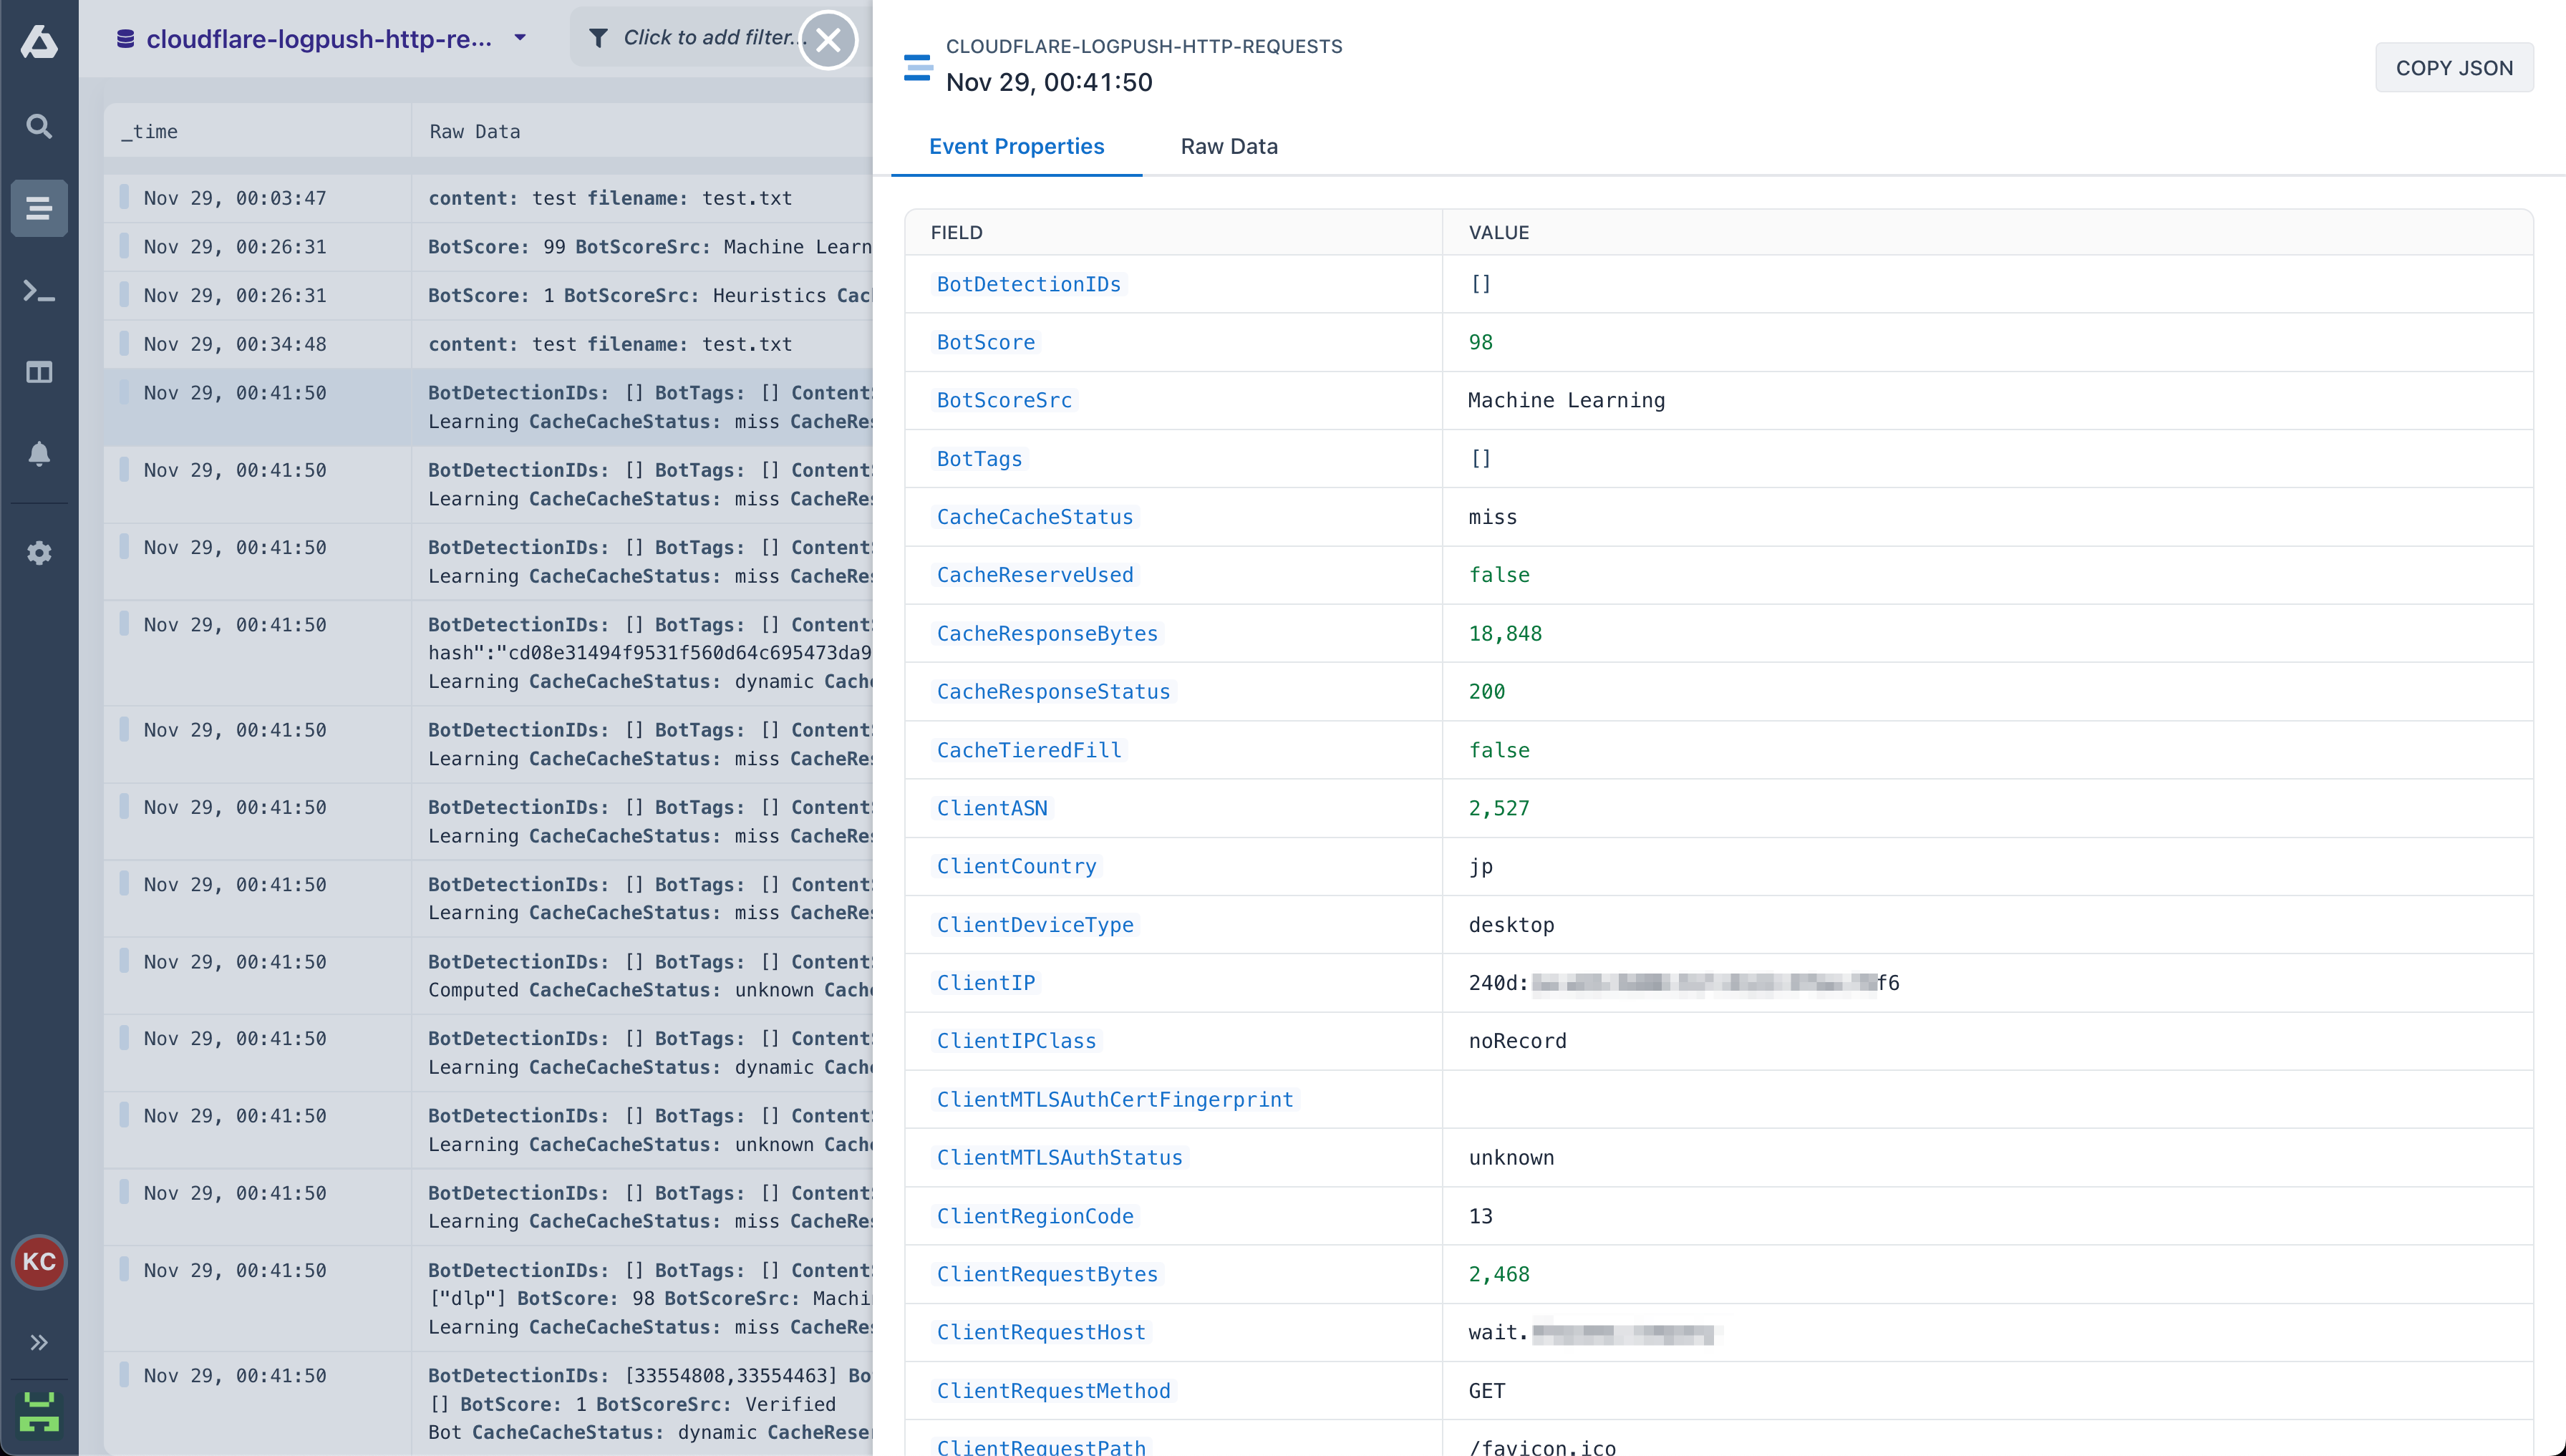 cloudflare-logpush-http-re...
Click to add filter...
_time Raw Data
Nov 29, 00:03:47 content: test filename: test.txt
Nov 29, 00:26:31 BotScore: 99 BotScoreSrc: Machine Learn
Nov 29, 00:26:31 BotScore: 1 BotScoreSrc: Heuristics Cac
Nov 29, 00:34:48 content: test filename: test.txt
Nov 29, 00:41:50 BotDetectionIDs: [] BotTags: [] Content
Learning CacheCacheStatus: miss CacheRes
Nov 29, 00:41:50 BotDetectionIDs: [] BotTags: [] Content
Learning CacheCacheStatus: miss CacheRes
Nov 29, 00:41:50 BotDetectionIDs: [] BotTags: [] Content
Learning CacheCacheStatus: miss CacheRes
Nov 29, 00:41:50 BotDetectionIDs: [] BotTags: [] Content
hash":"cd08e31494f9531f560d64c695473da9
Learning CacheCacheStatus: dynamic Cach
Nov 29, 00:41:50 BotDetectionIDs: [] BotTags: [] Content
Learning CacheCacheStatus: miss CacheRes
Nov 29, 00:41:50 BotDetectionIDs: [] BotTags: [] Content
Learning CacheCacheStatus: miss CacheRes
Nov 29, 00:41:50 BotDetectionIDs: [] BotTags: [] Content
Learning CacheCacheStatus: miss CacheRes
Nov 29, 00:41:50 BotDetectionIDs: [] BotTags: [] Content
Computed CacheCacheStatus: unknown Cach
Nov 29, 00:41:50 BotDetectionIDs: [] BotTags: [] Content
Learning CacheCacheStatus: dynamic Cach
Nov 29, 00:41:50 BotDetectionIDs: [] BotTags: [] Content
Learning CacheCacheStatus: unknown Cach
Nov 29, 00:41:50 BotDetectionIDs: [] BotTags: [] Content
Learning CacheCacheStatus: miss CacheRes
Nov 29, 00:41:50 BotDetectionIDs: [] BotTags: [] Content
["dlp"] BotScore: 98 BotScoreSrc: Machi
Learning CacheCacheStatus: miss CacheRes
Nov 29, 00:41:50 BotDetectionIDs: [33554808,33554463] Bo
[] BotScore: 1 BotScoreSrc: Verified
Bot CacheCacheStatus: dynamic CacheRese
KC
CLOUDFLARE-LOGPUSH-HTTP-REQUESTS
Nov 29, 00:41:50
COPY JSON
Event Properties Raw Data
FIELD VALUE
BotDetectionIDs []
BotScore 98
BotScoreSrc Machine Learning
BotTags []
CacheCacheStatus miss
CacheReserveUsed false
CacheResponseBytes 18,848
CacheResponseStatus 200
CacheTieredFill false
ClientASN 2,527
ClientCountry jp
ClientDeviceType desktop
ClientIP 240d: f6
ClientIPClass noRecord
ClientMTLSAuthCertFingerprint
ClientMTLSAuthStatus unknown
ClientRegionCode 13
ClientRequestBytes 2,468
ClientRequestHost wait.
ClientRequestMethod GET
ClientRequestPath /favicon.ico